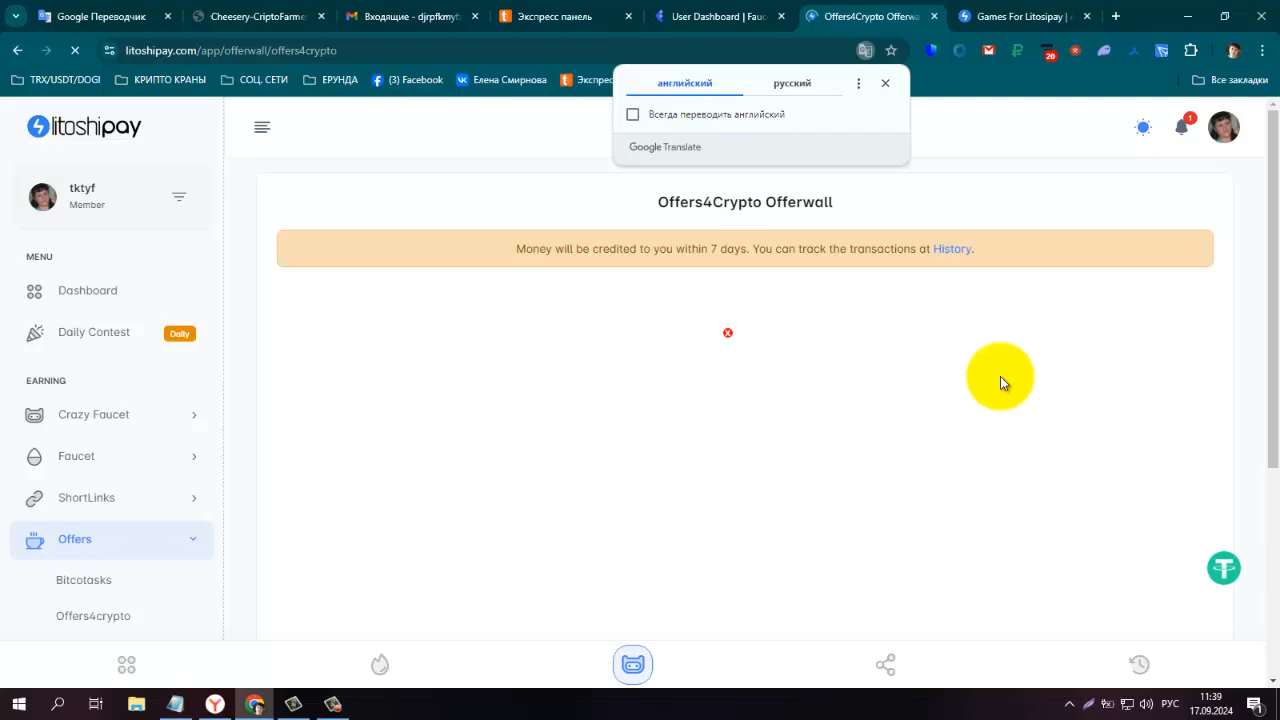 Google Переводчик
Cheesery-CriptoFarme
Входящие - djrpfkmyf
Экспресс панель
User Dashboard | Fauc
Offers4Crypto Offerwa
Games For Litosipay | A
litoshipay.com/app/offerwall/offers4crypto
20
TRX/USDT/DOGI
КРИПТО КРАНЫ
СОЦ. СЕТИ
ЕРУНДА
(3) Facebook
Елена Смирнова
Экспрес
Все закладки
английский
русский
Всегда переводить английский
Google Translate
litoshipay
1
tktyf
Member
Offers4Crypto Offerwall
Money will be credited to you within 7 days. You can track the transactions at History.
MENU
Dashboard
Daily Contest
Daily
EARNING
Crazy Faucet
Faucet
ShortLinks
Offers
Bitcotasks
Offers4crypto
РУС
11:39
17.09.2024